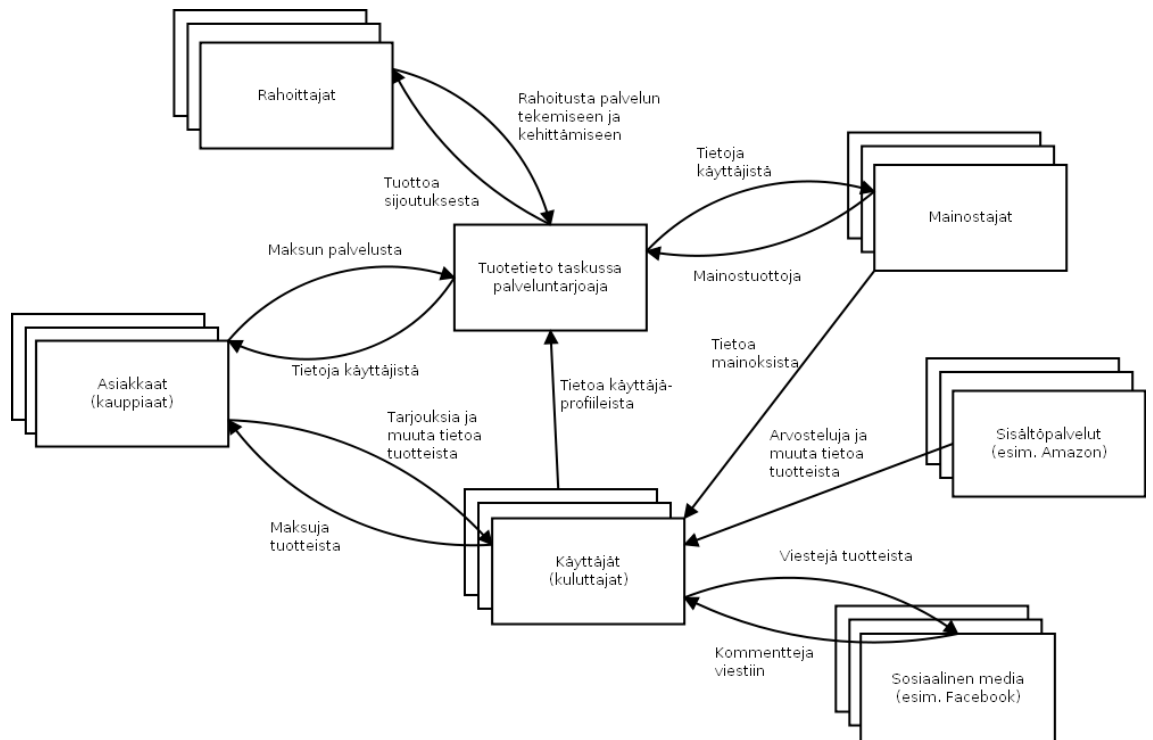 Rahoittajat
Rahoitusta palvelun
tekemiseen ja
kehittämiseen
Tuottoa
sijoutuksesta
Tietoja
käyttäjistä
Mainostajat
Maksun palvelusta
Tuotetieto taskussa
palveluntarjoaja
Mainostuottoja
Tietoja käyttäjistä
Asiakkaat
(kauppiaat)
Tietoa käyttäjä-
profiileista
Tietoa
mainoksista
Tarjouksia ja
muuta tietoa
tuotteista
Arvosteluja ja
muuta tietoa
tuotteista
Sisältöpalvelut
(esim. Amazon)
Maksuja
tuotteista
Käyttäjät
(kuluttajat)
Viestejä tuotteista
Kommentteja
viestiin
Sosiaalinen media
(esim. Facebook)